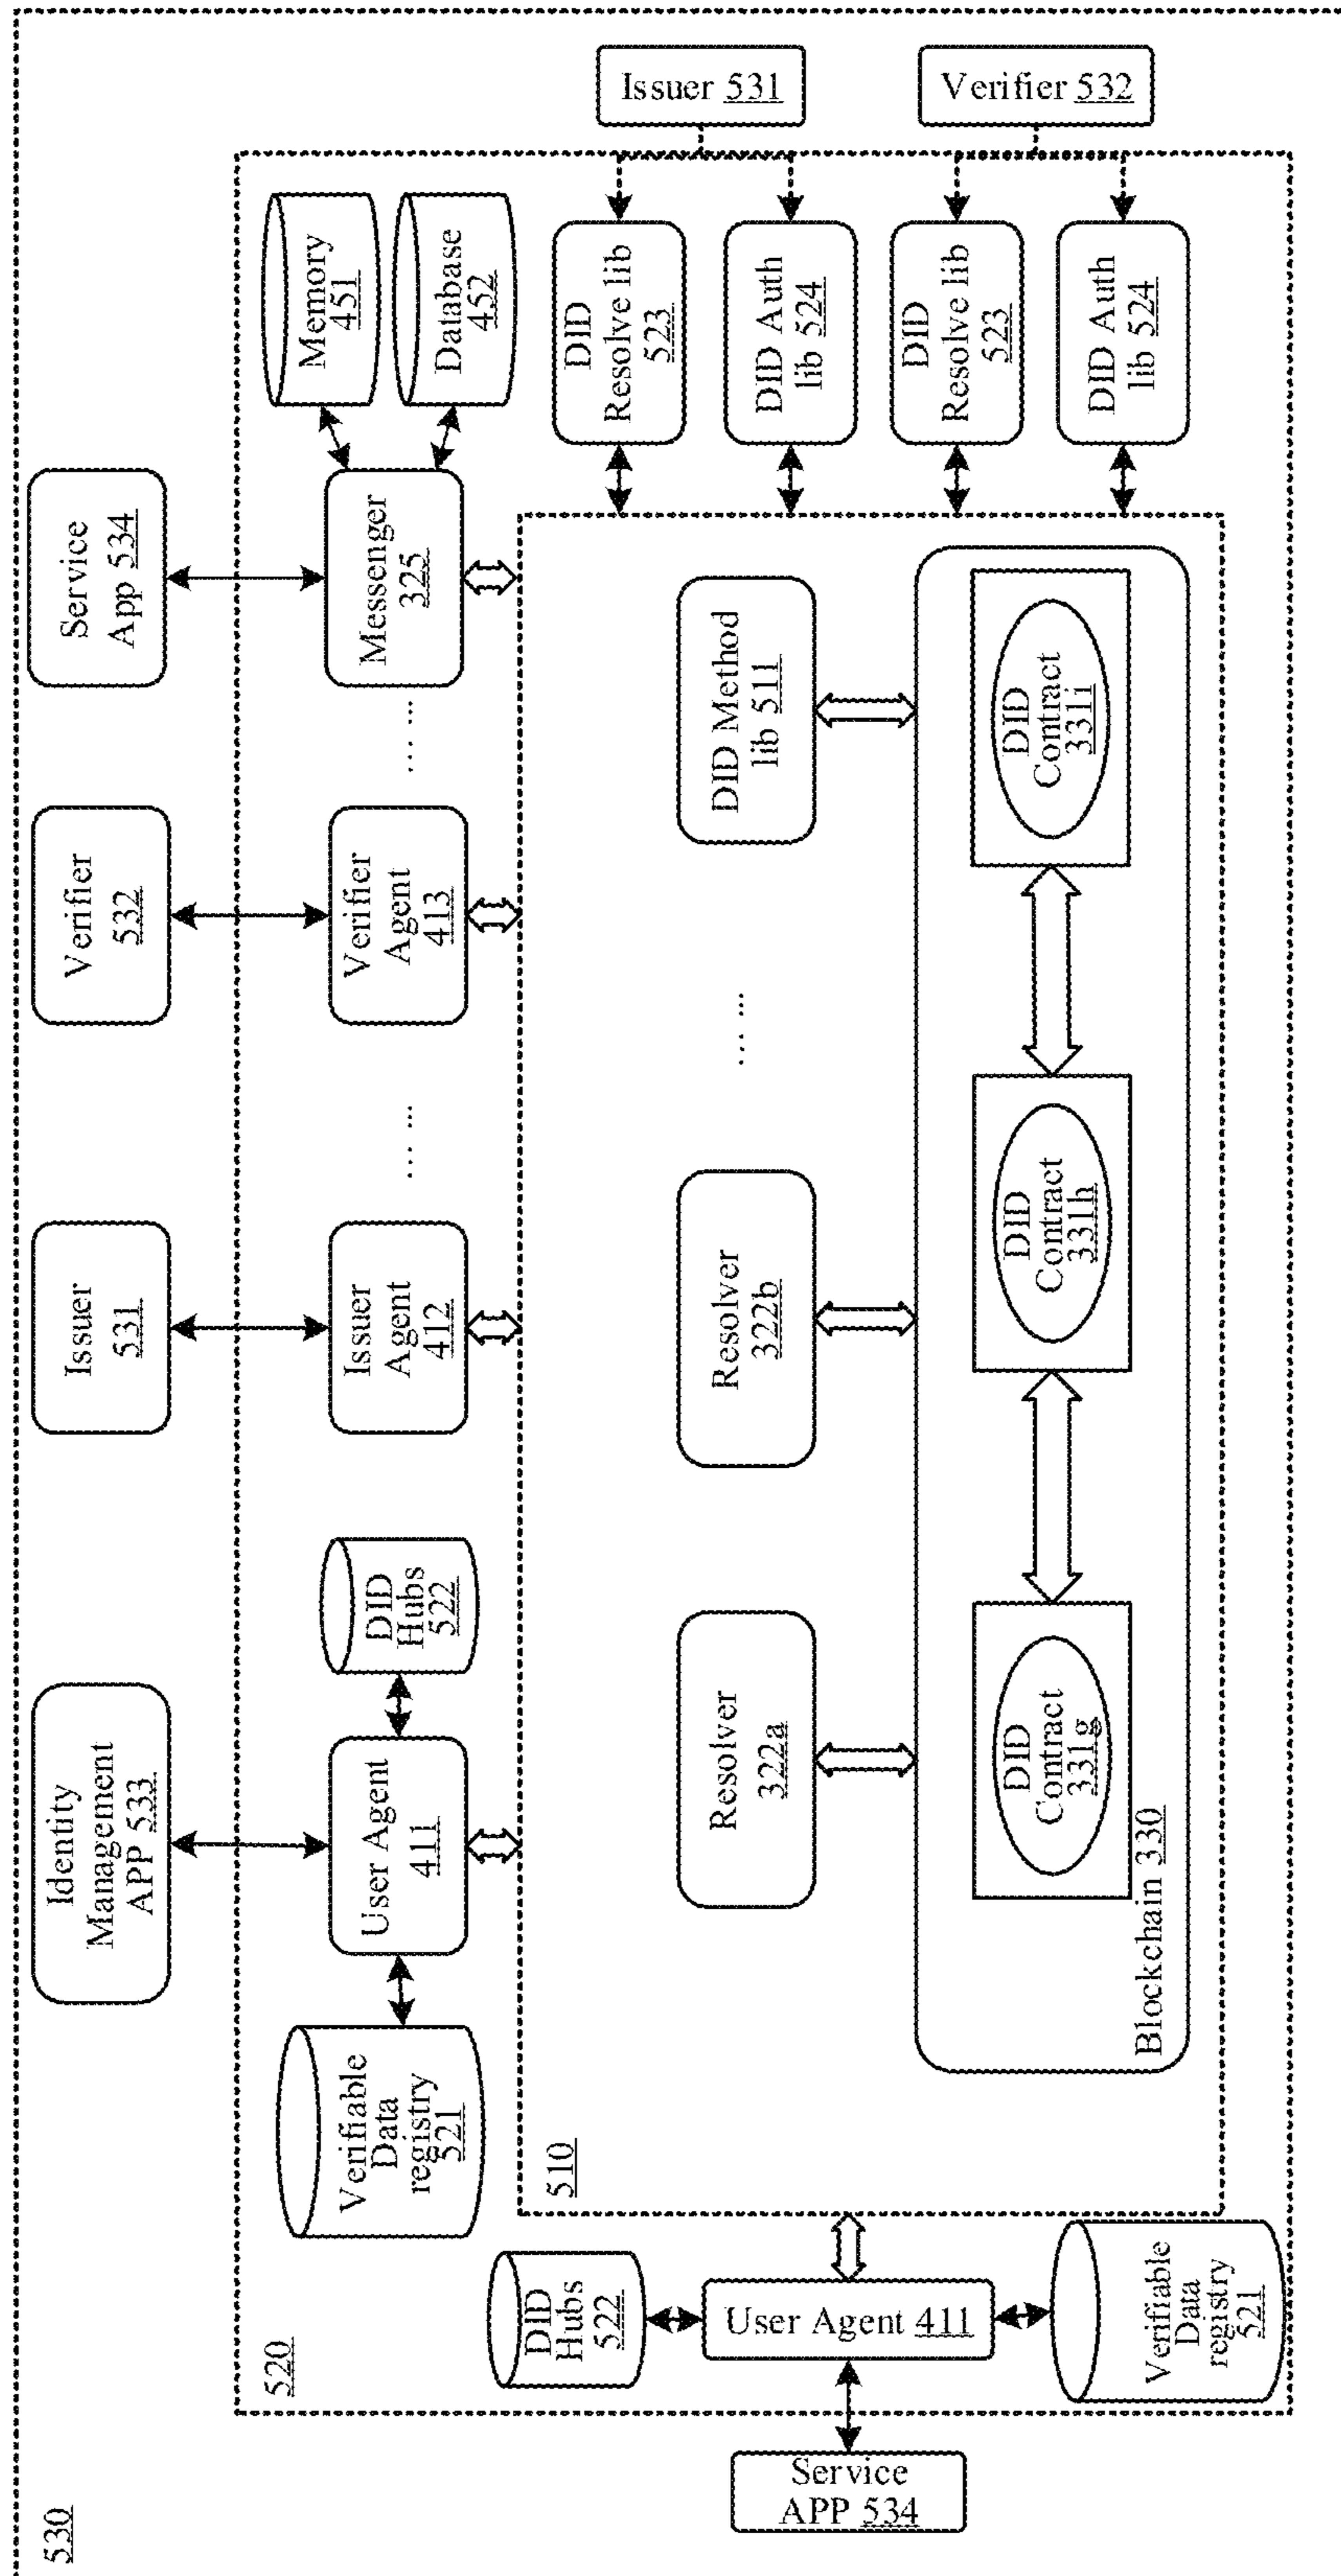 530
Identity
Management
APP 533
Issuer
531
Verifier
532
Service
App 534
520
Verifiable
Data
registry
521
User Agent
411
DID
Hubs
522
Issuer
Agent
412
... ...
Verifier
Agent
413
... ...
Messenger
325
Memory
451
Database
452
Service
APP 534
DID
Hubs
522
User Agent 411
Verifiable
Data
registry
521
510
Resolver
322a
Resolver
322b
... ...
DID Method
lib 511
DID
Contract
331g
DID
Contract
331h
DID
Contract
331i
Blockchain 330
DID
Resolve lib
523
DID Auth
lib 524
DID
Resolve lib
523
DID Auth
lib 524
Issuer 531
Verifier 532